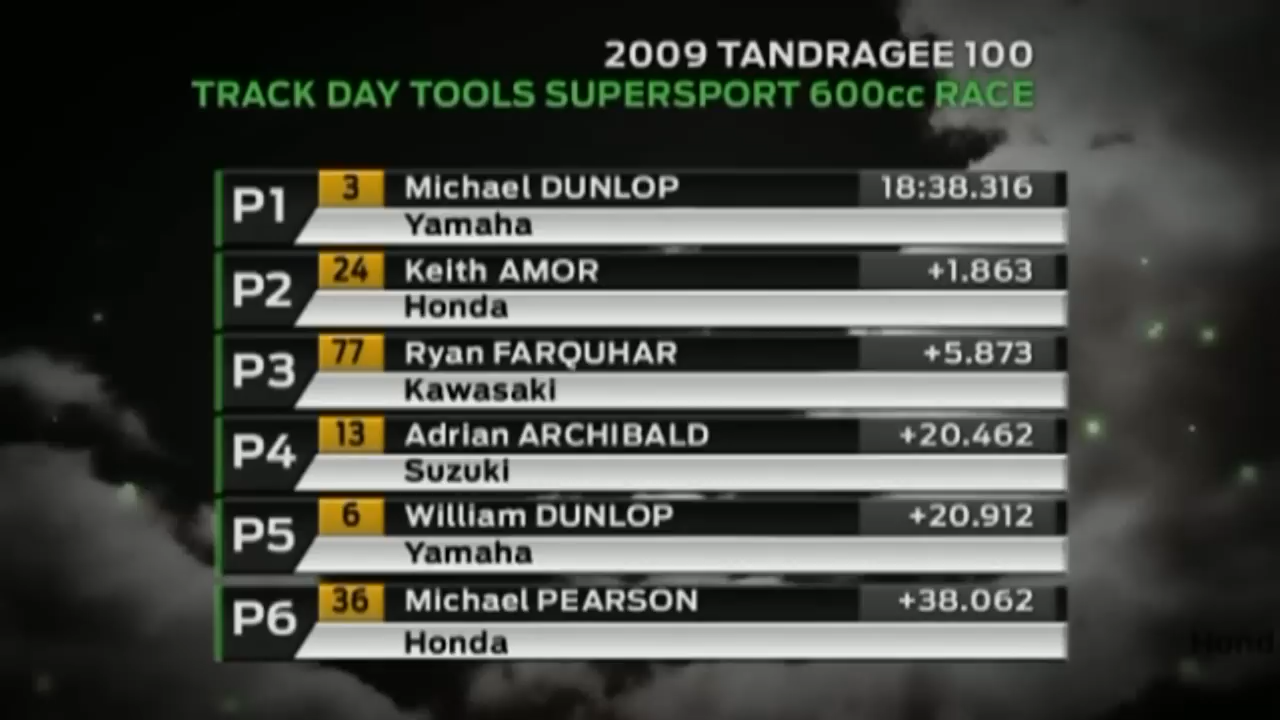 2009 TANDRAGEE 100
TRACK DAY TOOLS SUPERSPORT 600cc RACE
P1 3 Michael DUNLOP 18:38.316
Yamaha
P2 24 Keith AMOR +1.863
Honda
P3 77 Ryan FARQUHAR +5.873
Kawasaki
P4 13 Adrian ARCHIBALD +20.462
Suzuki
P5 6 William DUNLOP +20.912
Yamaha
P6 36 Michael PEARSON +38.062
Honda